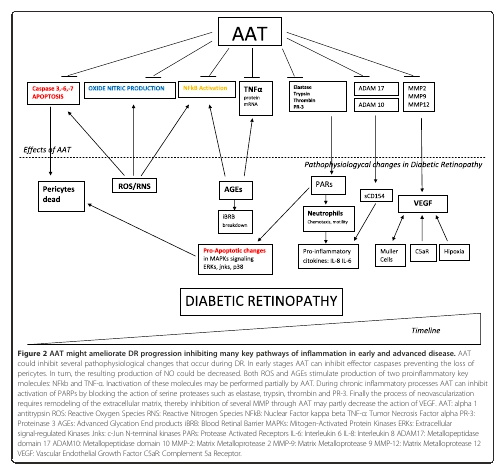 AAT
Caspase 3,-6,-7
APOPTOSIS
OXIDE NITRIC PRODUCTION
NFkB Activation
TNFα
protein
mRNA
Elastase
Trypsin
Thrombin
PR-3
ADAM 17
ADAM 10
MMP2
MMP9
MMP12
Effects of AAT
Pathophysiologycal changes in Diabetic Retinopathy
Pericytes
dead
ROS/RNS
AGEs
iBRB
breakdown
PARs
Neutrophils
Chemotaxis, motility
sCD154
VEGF
Pro-Apoptotic changes
in MAPKs signaling
ERKs, jnks, p38
Pro-inflammatory
citokines: IL-8 IL-6
Muller
Cells
C5aR
Hipoxia
DIABETIC RETINOPATHY
Timeline
Figure 2 AAT might ameliorate DR progression inhibiting many key pathways of inflammation in early and advanced disease. AAT
could inhibit several pathophysiological changes that occur during DR. In early stages AAT can inhibit effector caspases preventing the loss of
pericytes. In turn, the resulting production of NO could be decreased. Both ROS and AGEs stimulate production of two proinflammatory key
molecules: NFkb and TNF-α. Inactivation of these molecules may be performed partially by AAT. During chronic inflammatory processes AAT can inhibit
activation of PARPs by blocking the action of serine proteases such as elastase, trypsin, thrombin and PR-3. Finally the process of neovascularization
requires remodeling of the extracellular matrix, thereby inhibition of several MMP through AAT may partly decrease the action of VEGF. AAT: alpha 1
antitripsin ROS: Reactive Oxygen Species RNS: Reactive Nitrogen Species NFkB: Nuclear Factor kappa beta TNF-α: Tumor Necrosis Factor alpha PR-3:
Proteinase 3 AGEs: Advanced Glycation End products iBRB: Blood Retinal Barrier MAPKs: Mitogen-Activated Protein Kinases ERKs: Extracellular
signal-regulated Kinases Jnks: c-Jun N-terminal kinases PARs: Protease Activated Receptors IL-6: Interleukin 6 IL-8: Interleukin 8 ADAM17: Metallopeptidase
domain 17 ADAM10: Metallopeptidase domain 10 MMP-2: Matrix Metalloprotease 2 MMP-9: Matrix Metalloprotease 9 MMP-12: Matrix Metalloprotease 12
VEGF: Vascular Endothelial Growth Factor C5aR: Complement 5a Receptor.